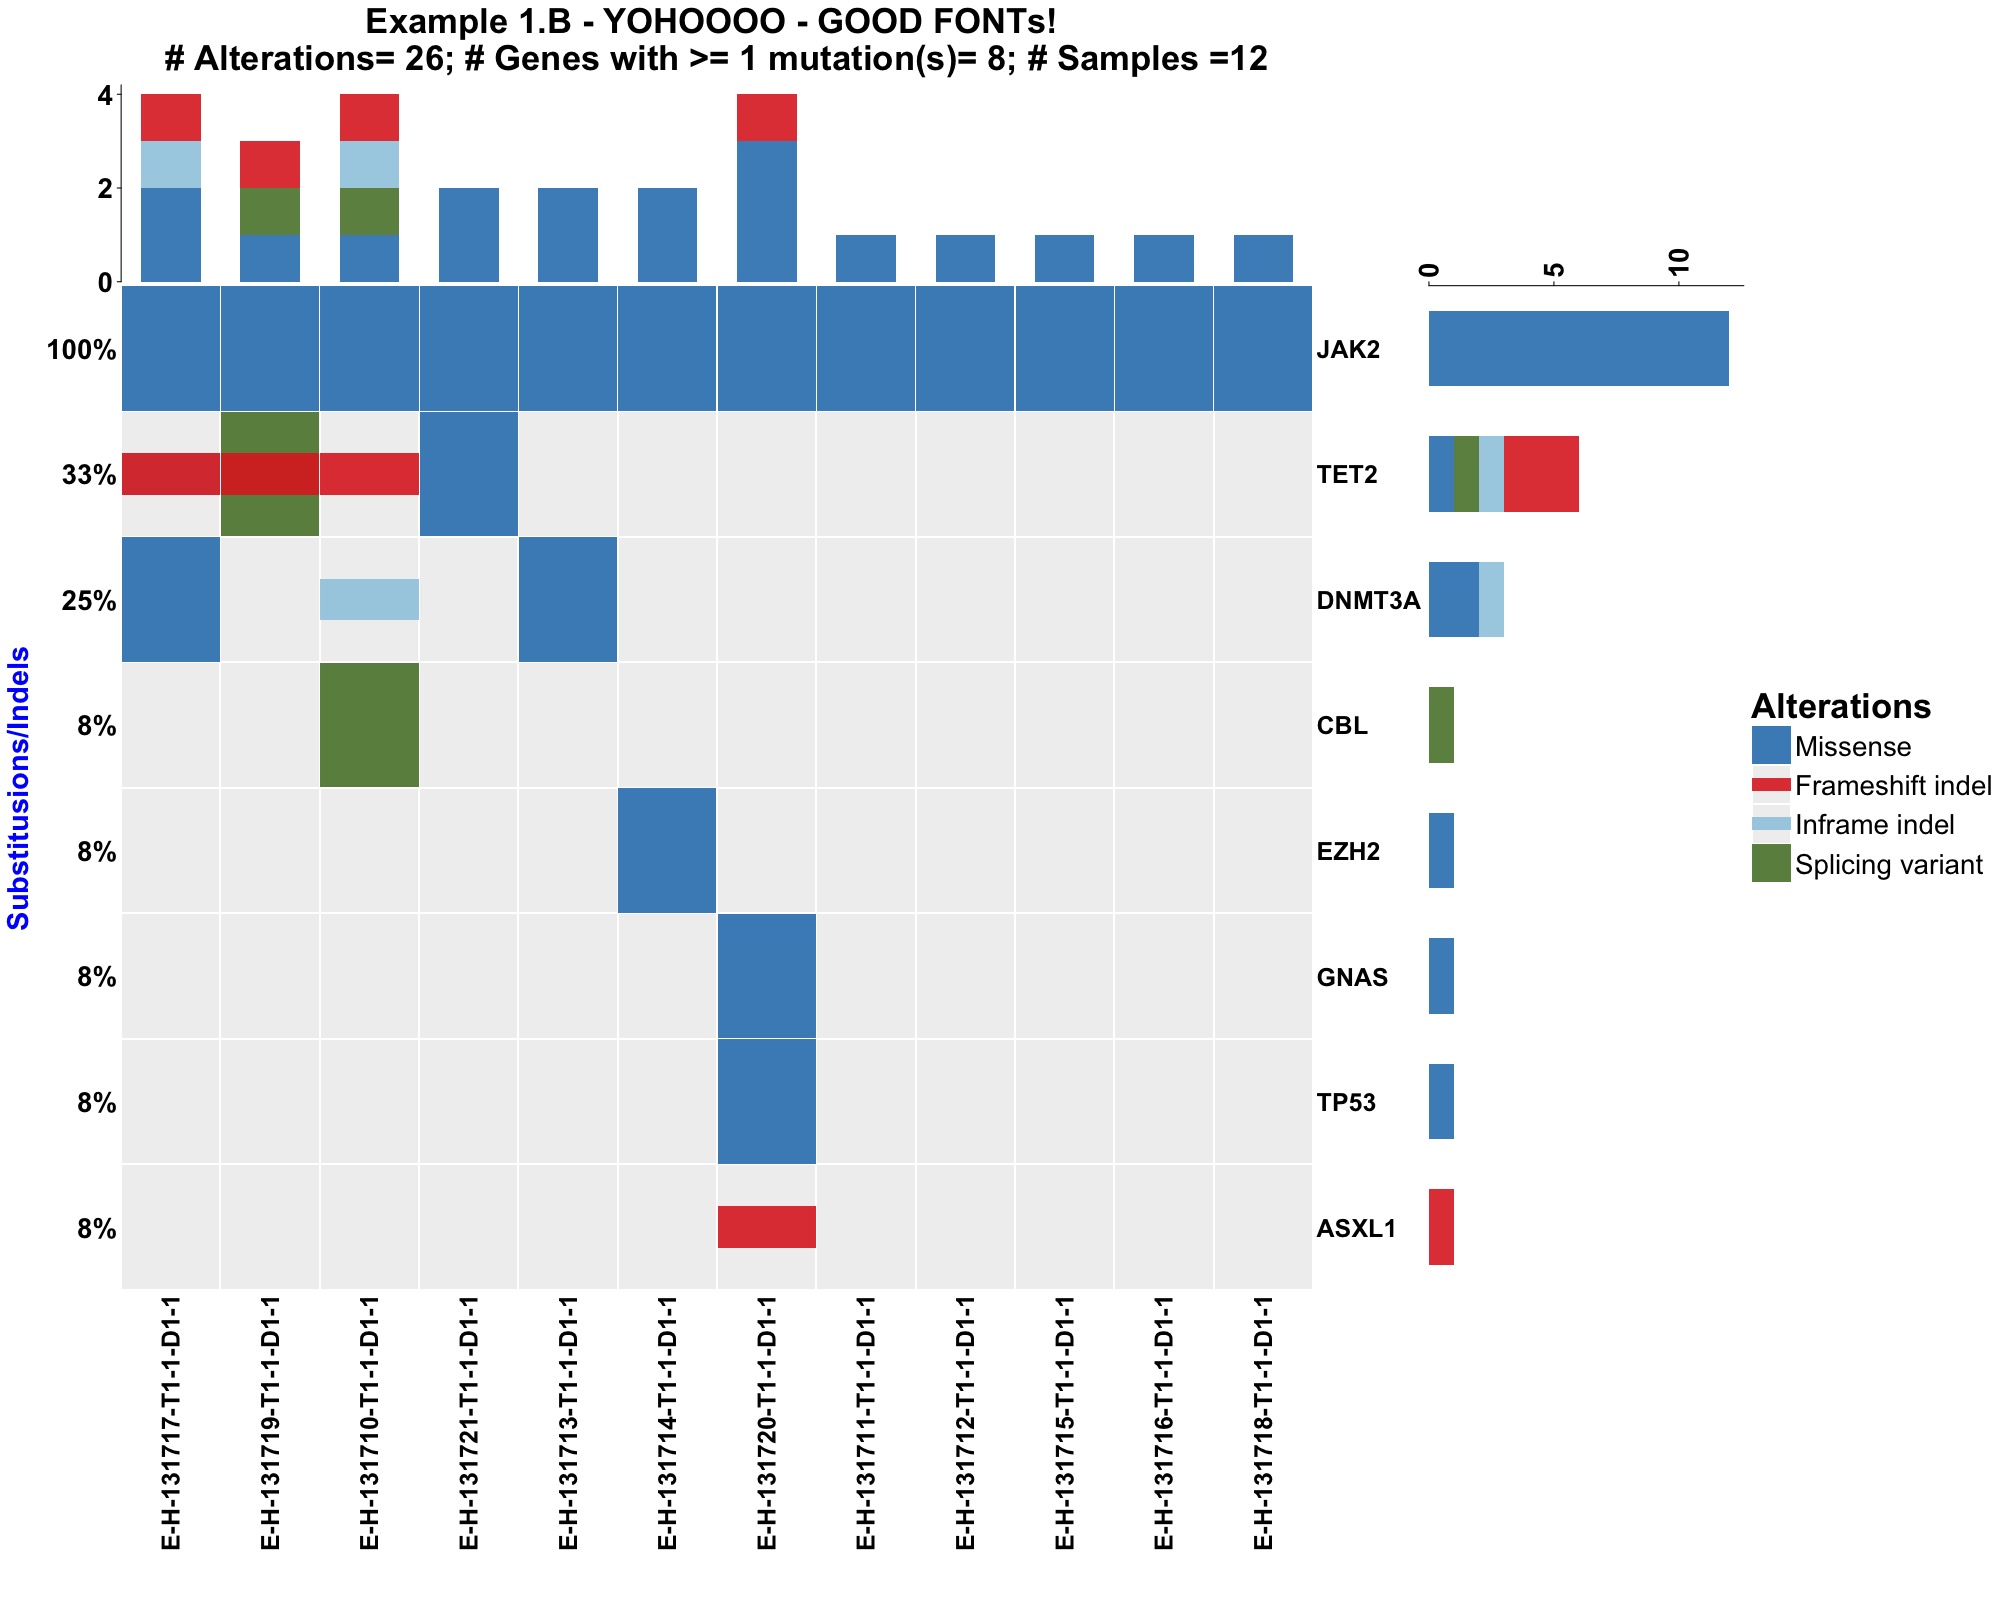 Example 1.B - YOHOOOO - GOOD FONTs!
# Alterations= 26; # Genes with >= 1 mutation(s)= 8; # Samples =12
4
2
0
0
5
10
100%
JAK2
33%
TET2
25%
DNMT3A
8%
CBL
8%
EZH2
8%
GNAS
8%
TP53
8%
ASXL1
Substitusions/Indels
Alterations
Missense
Frameshift indel
Inframe indel
Splicing variant
E-H-131717-T1-1-D1-1
E-H-131719-T1-1-D1-1
E-H-131710-T1-1-D1-1
E-H-131721-T1-1-D1-1
E-H-131713-T1-1-D1-1
E-H-131714-T1-1-D1-1
E-H-131720-T1-1-D1-1
E-H-131711-T1-1-D1-1
E-H-131712-T1-1-D1-1
E-H-131715-T1-1-D1-1
E-H-131716-T1-1-D1-1
E-H-131718-T1-1-D1-1